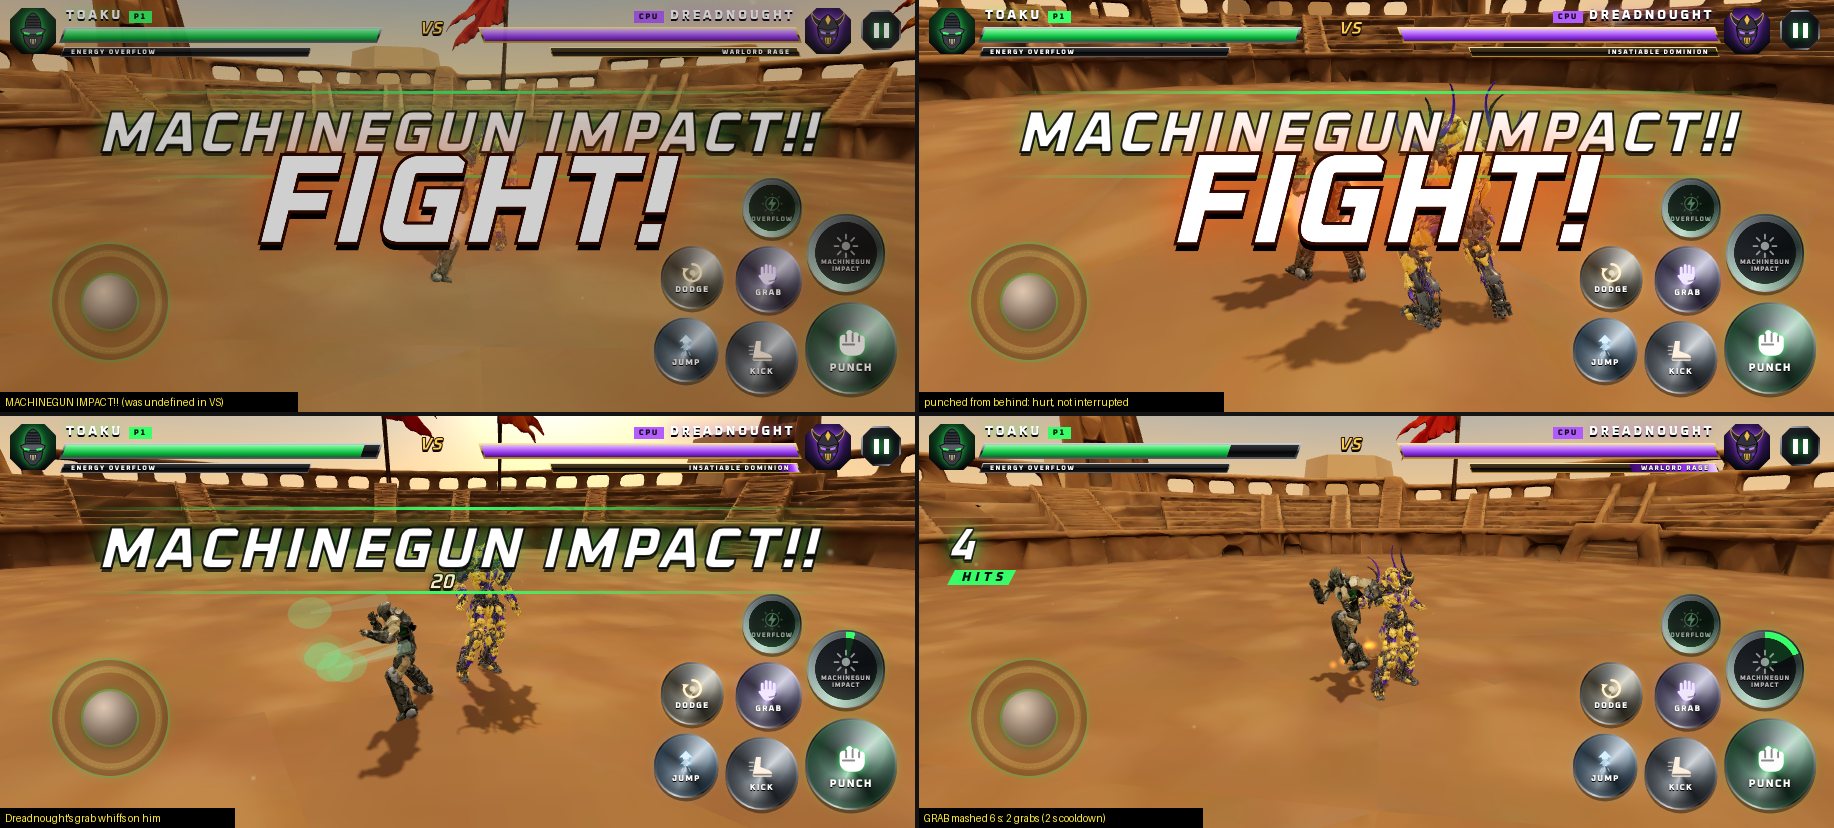 TOAKU P1
VS
CPU DREADNOUGHT
ENERGY OVERFLOW
WARLORD RAGE
MACHINEGUN IMPACT!!
FIGHT!
OVERFLOW
MACHINEGUN
IMPACT
DODGE
GRAB
JUMP
KICK
PUNCH
MACHINEGUN IMPACT!! (was undefined in VS)
TOAKU P1
VS
CPU DREADNOUGHT
ENERGY OVERFLOW
INSATIABLE DOMINION
MACHINEGUN IMPACT!!
FIGHT!
OVERFLOW
MACHINEGUN
IMPACT
DODGE
GRAB
JUMP
KICK
PUNCH
punched from behind: hurt, not interrupted
TOAKU P1
VS
CPU DREADNOUGHT
ENERGY OVERFLOW
INSATIABLE DOMINION
MACHINEGUN IMPACT!!
20
OVERFLOW
MACHINEGUN
IMPACT
DODGE
GRAB
JUMP
KICK
PUNCH
Dreadnought's grab whiffs on him
TOAKU P1
VS
CPU DREADNOUGHT
ENERGY OVERFLOW
WARLORD RAGE
4
HITS
OVERFLOW
MACHINEGUN
IMPACT
DODGE
GRAB
JUMP
KICK
PUNCH
GRAB mashed 6 s: 2 grabs (2 s cooldown)